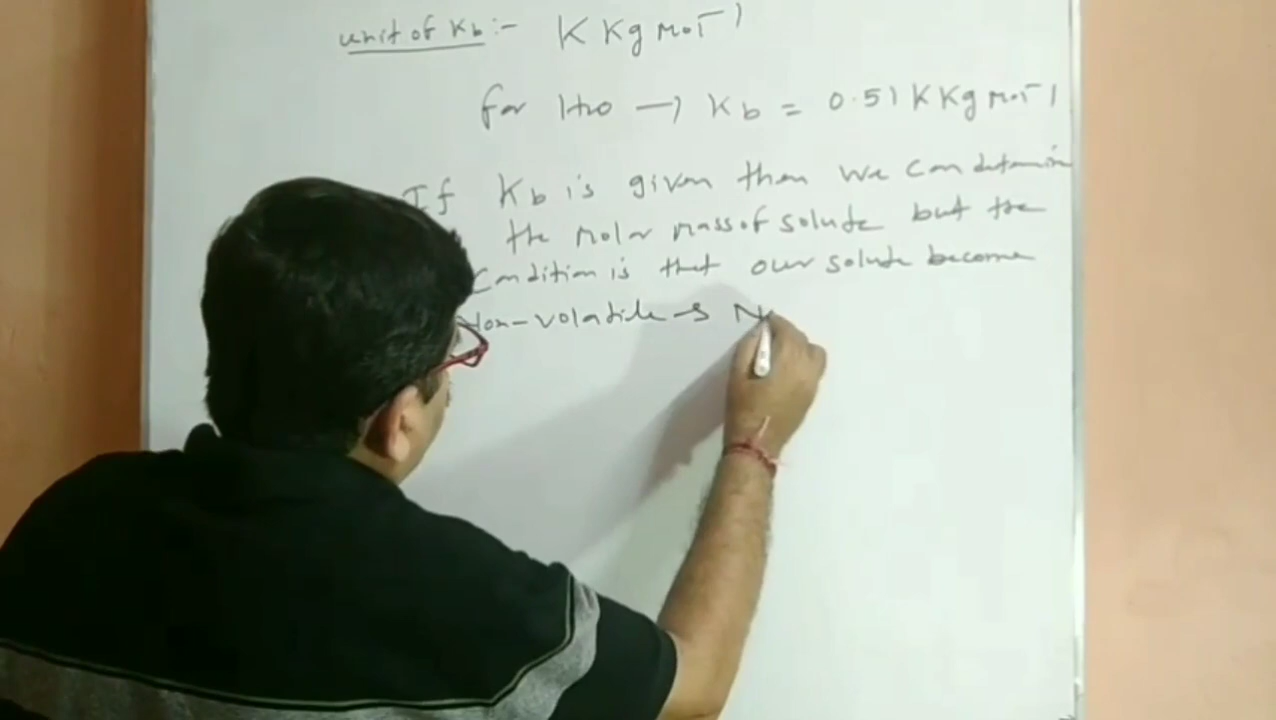 unit of Kb :- K Kg mol-1
for H2O → Kb = 0.51 K Kg mol-1
If Kb is given then we can determin
the molar mass of solute but the
condition is that our solute become
Non-volatile & N